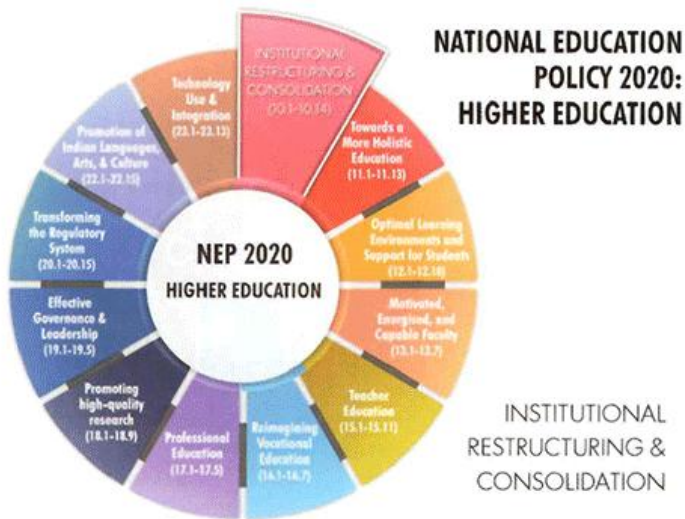 NATIONAL EDUCATION
POLICY 2020:
HIGHER EDUCATION
INSTITUTIONAL
RESTRUCTURING &
CONSOLIDATION
(10.1-10.14)
Towards a
More Holistic
Education
(11.1-11.13)
Optimal Learning
Environments and
Support for Students
(12.1-12.10)
Motivated,
Energised, and
Capable Faculty
(13.1-13.7)
Teacher
Education
(15.1-15.11)
Reimagining
Vocational
Education
(16.1-16.7)
Professional
Education
(17.1-17.5)
Promoting
high-quality
research
(18.1-18.9)
Effective
Governance &
Leadership
(19.1-19.5)
Transforming
the Regulatory
System
(20.1-20.15)
Promotion of
Indian Languages,
Arts, & Culture
(22.1-22.15)
Technology
Use &
Integration
(23.1-23.13)
NEP 2020
HIGHER EDUCATION
INSTITUTIONAL
RESTRUCTURING &
CONSOLIDATION